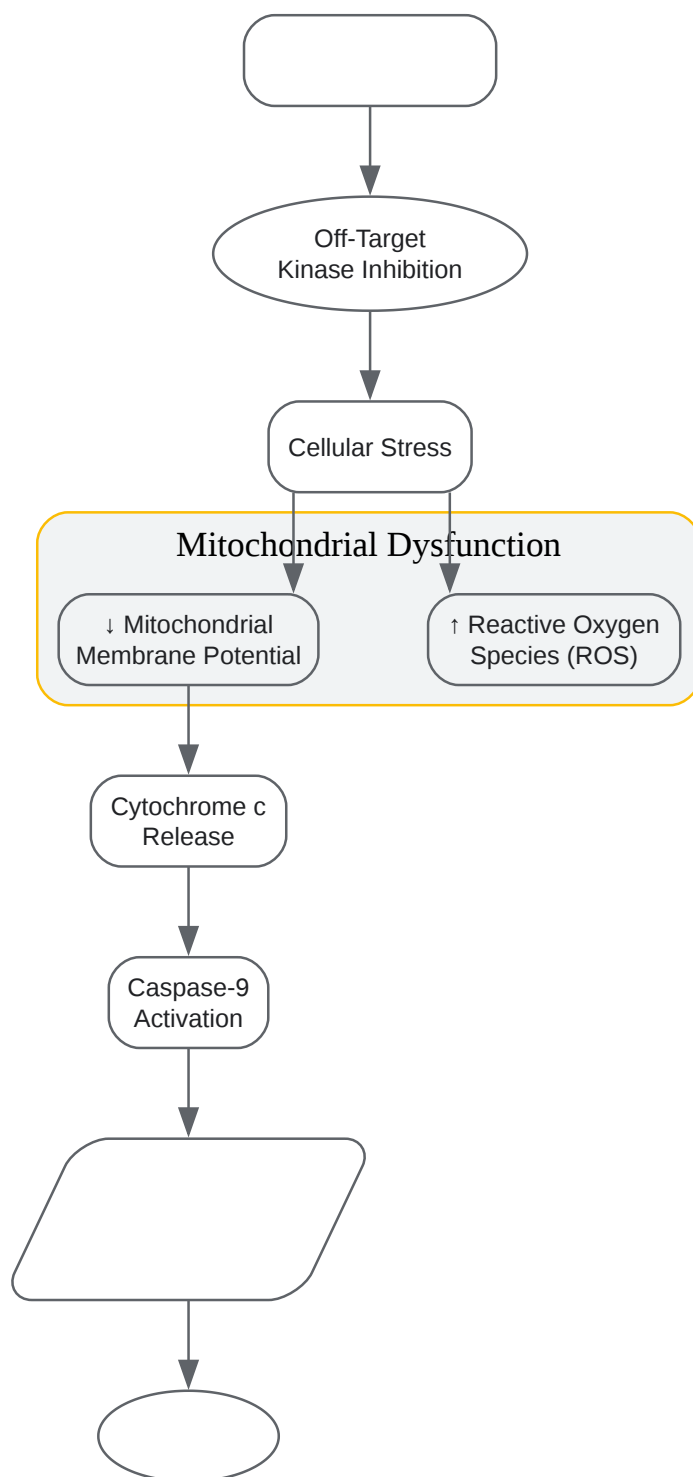 Off-Target
Kinase Inhibition
Cellular Stress
Mitochondrial Dysfunction
↓ Mitochondrial
Membrane Potential
↑ Reactive Oxygen
Species (ROS)
Cytochrome c
Release
Caspase-9
Activation